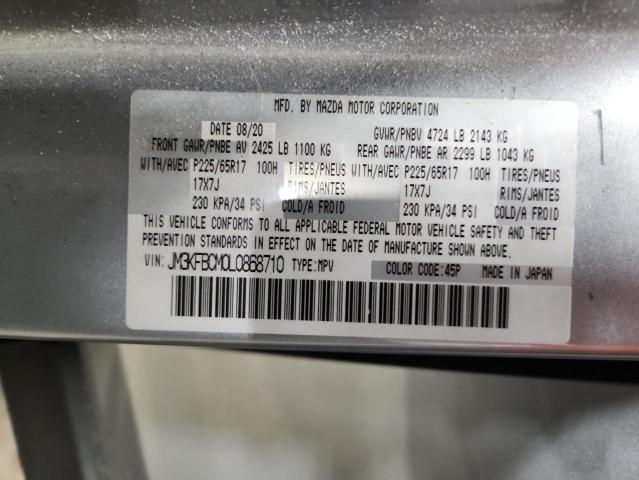 MFD. BY MAZDA MOTOR CORPORATION
DATE 08/20 GVWR/PNBV 4724 LB 2143 KG
FRONT GAWR/PNBE AV 2425 LB 1100 KG REAR GAWR/PNBE AR 2299 LB 1043 KG
WITH/AVEC P225/65R17 100H TIRES/PNEUS WITH/AVEC P225/65R17 100H TIRES/PNEUS
17X7J RIMS/JANTES 17X7J RIMS/JANTES
230 KPA/34 PSI COLD/A FROID 230 KPA/34 PSI COLD/A FROID
THIS VEHICLE CONFORMS TO ALL APPLICABLE FEDERAL MOTOR VEHICLE SAFETY AND THEFT
PREVENTION STANDARDS IN EFFECT ON THE DATE OF MANUFACTURE SHOWN ABOVE.
VIN: JM3KFBCM0L0868710 TYPE:MPV COLOR CODE:45P MADE IN JAPAN